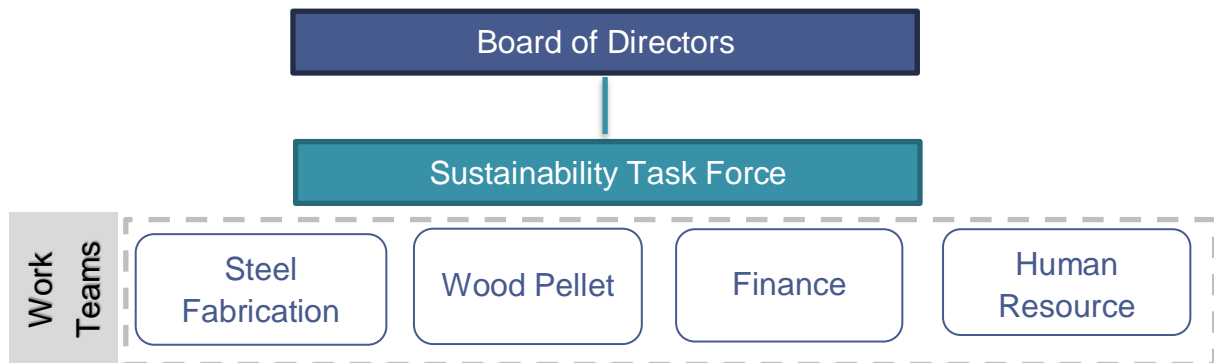 Board of Directors
Sustainability Task Force
Work
Teams
Steel
Fabrication
Wood Pellet
Finance
Human
Resource